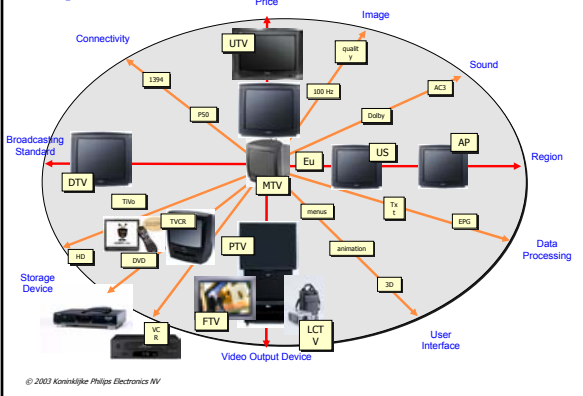 Price
Image
UTV
Connectivity
qualit
y
Sound
1394
100 Hz
AC3
P50
Dolby
Broadcasting
Standard
Eu
US
AP
Region
DTV
MTV
TiVo
menus
Tx
t
TVCR
EPG
PTV
animation
HD
DVD
Data
Processing
Storage
Device
3D
FTV
LCT
V
VC
R
User
Interface
Video Output Device
© 2003 Koninklijke Philips Electronics NV